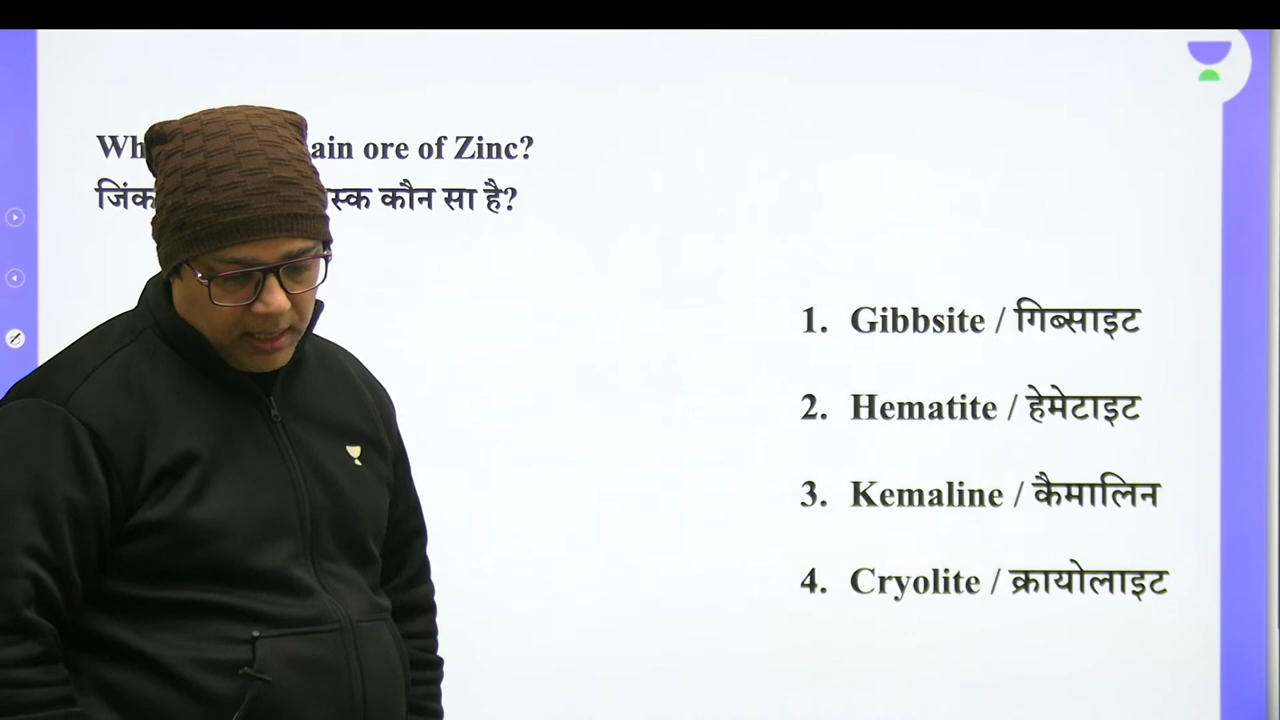 Wh ain ore of Zinc?
जिंक स्क कौन सा है?
1. Gibbsite / गिब्साइट
2. Hematite / हेमेटाइट
3. Kemaline / कैमालिन
4. Cryolite / क्रायोलाइट